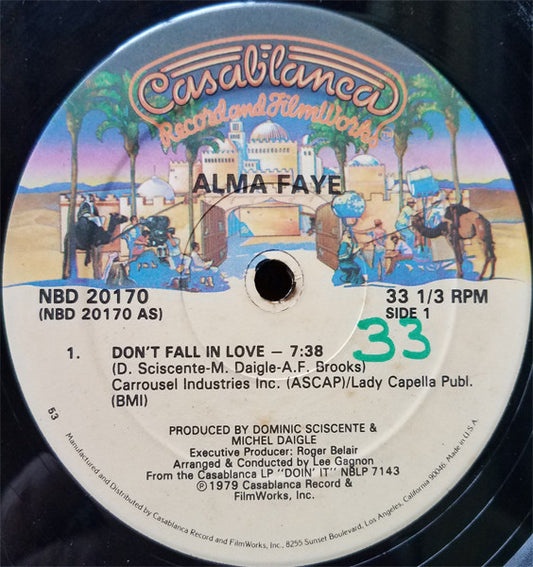 Casablanca
Record and FilmWorks
TM
ALMA FAYE
NBD 20170
(NBD 20170 AS)
33 1/3 RPM
SIDE 1
33
1. DON'T FALL IN LOVE – 7:38
(D. Sciscente-M. Daigle-A.F. Brooks)
Carrousel Industries Inc. (ASCAP)/Lady Capella Publ.
(BMI)
53
PRODUCED BY DOMINIC SCISCENTE &
MICHEL DAIGLE
Executive Producer: Roger Belair
Arranged & Conducted by Lee Gagnon
From the Casablanca LP "DOIN' IT" NBLP 7143
Ⓟ1979 Casablanca Record &
FilmWorks, Inc.
Manufactured and Distributed by Casablanca Record and FilmWorks, Inc., 8255 Sunset Boulevard, Los Angeles, California 90046. Made in U.S.A.